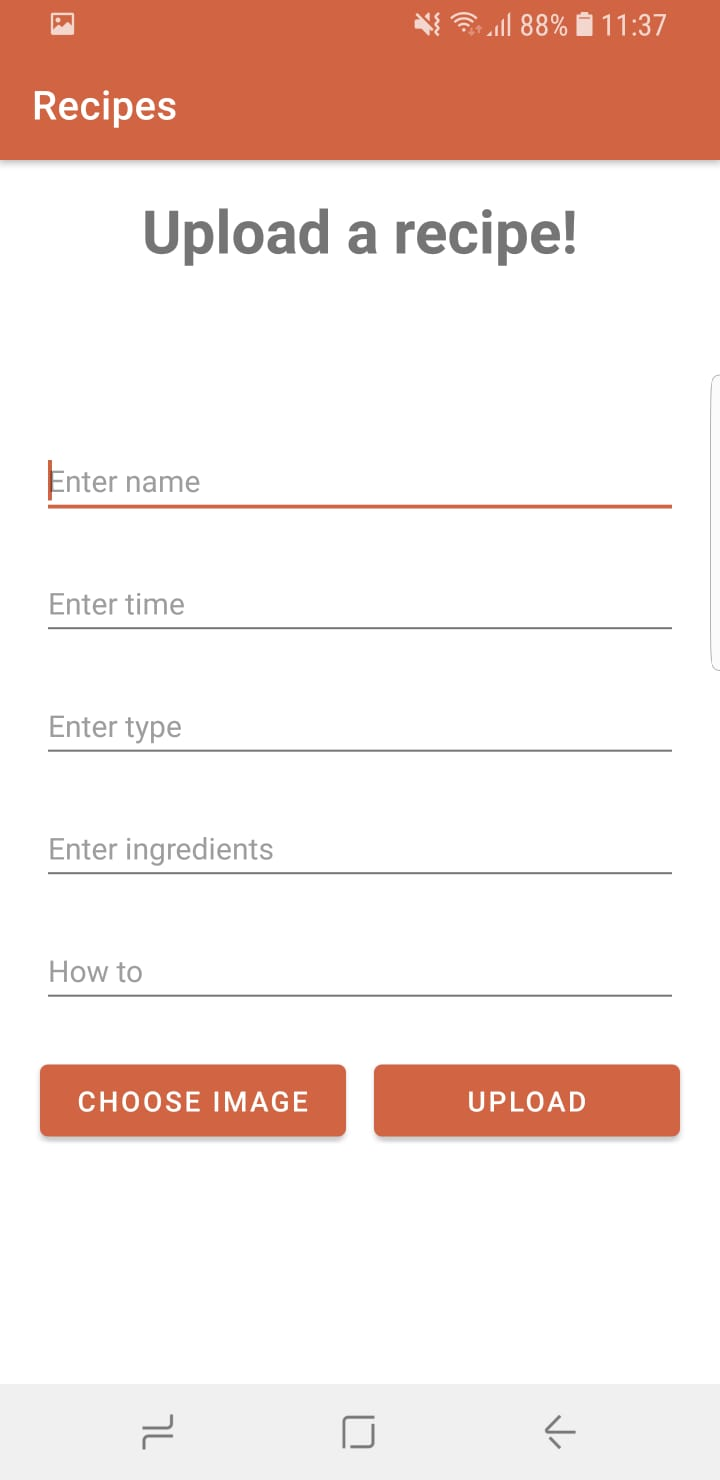 88% 11:37
Recipes
Upload a recipe!
Enter name
Enter time
Enter type
Enter ingredients
How to
CHOOSE IMAGE UPLOAD